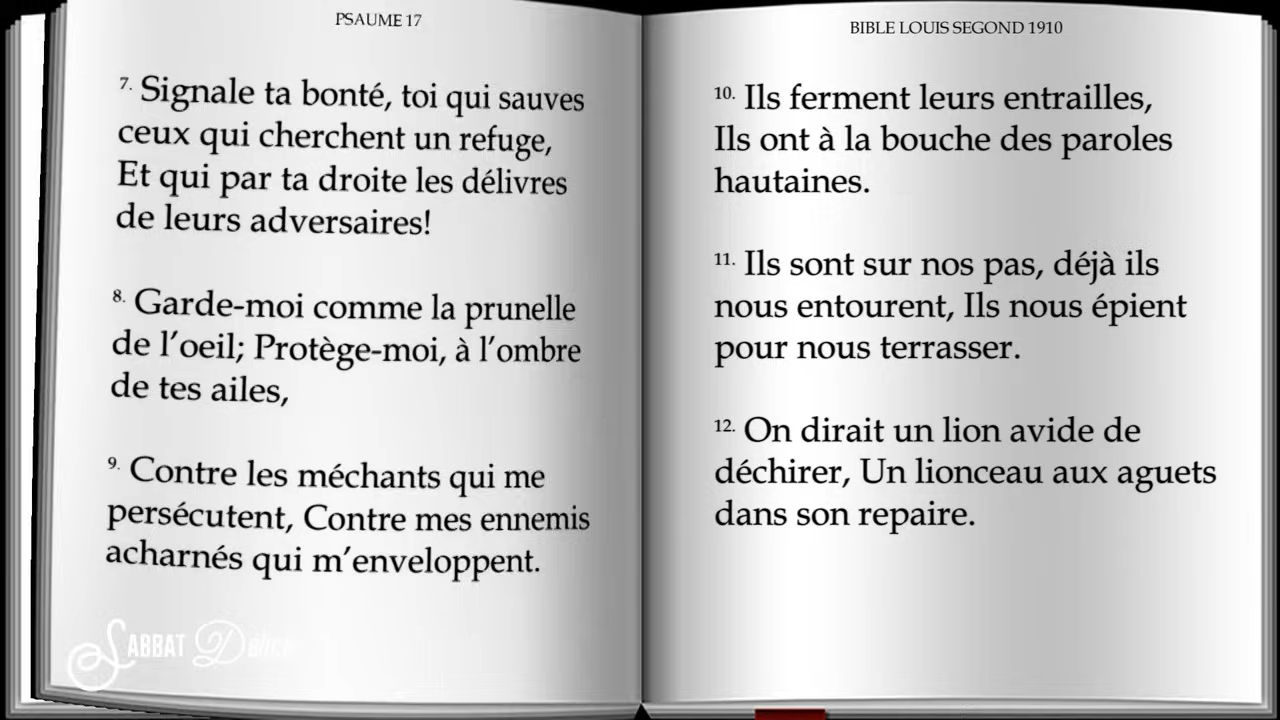 PSAUME 17
7. Signale ta bonté, toi qui sauves
ceux qui cherchent un refuge,
Et qui par ta droite les délivres
de leurs adversaires!
8. Garde-moi comme la prunelle
de l'oeil; Protège-moi, à l'ombre
de tes ailes,
9. Contre les méchants qui me
persécutent, Contre mes ennemis
acharnés qui m'enveloppent.
SABBAT Délice
BIBLE LOUIS SEGOND 1910
10. Ils ferment leurs entrailles,
Ils ont à la bouche des paroles
hautaines.
11. Ils sont sur nos pas, déjà ils
nous entourent, Ils nous épient
pour nous terrasser.
12. On dirait un lion avide de
déchirer, Un lionceau aux aguets
dans son repaire.